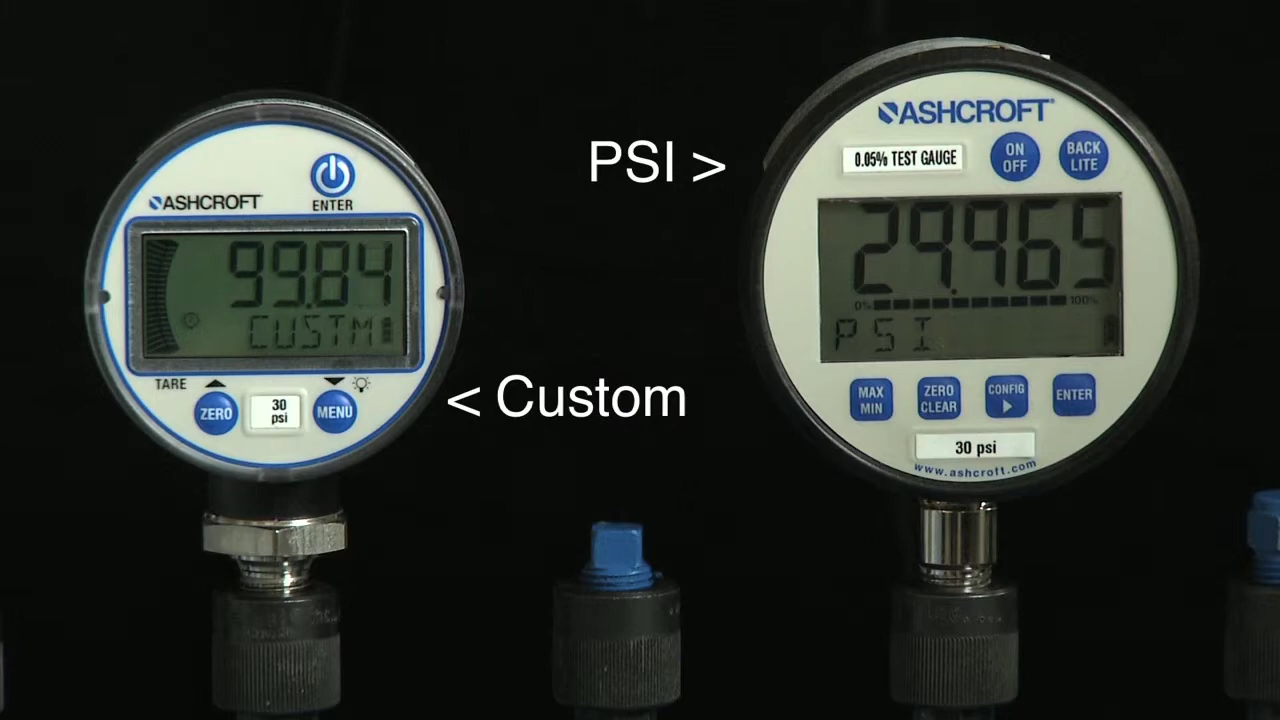 ASHCROFT
ENTER
99.84
CUSTM
TARE
ZERO
30
psi
MENU
PSI >
< Custom
ASHCROFT®
0.05% TEST GAUGE
ON
OFF
BACK
LITE
29.965
0%
100%
PSI
MAX
MIN
ZERO
CLEAR
CONFIG
ENTER
30 psi
www.ashcroft.com